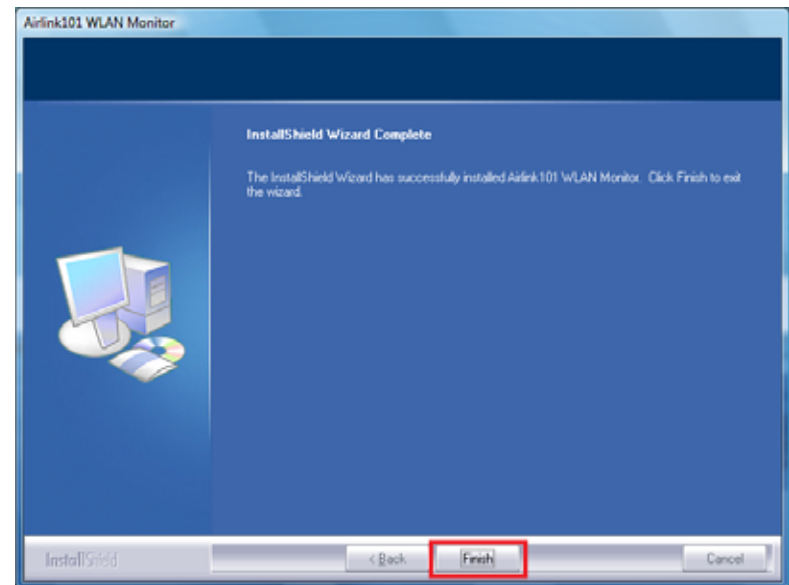 Airlink101 WLAN Monitor
InstallShield Wizard Complete
The InstallShield Wizard has successfully installed Airlink101 WLAN Monitor. Click Finish to exit
the wizard.
InstallShield
< Back
Finish
Cancel